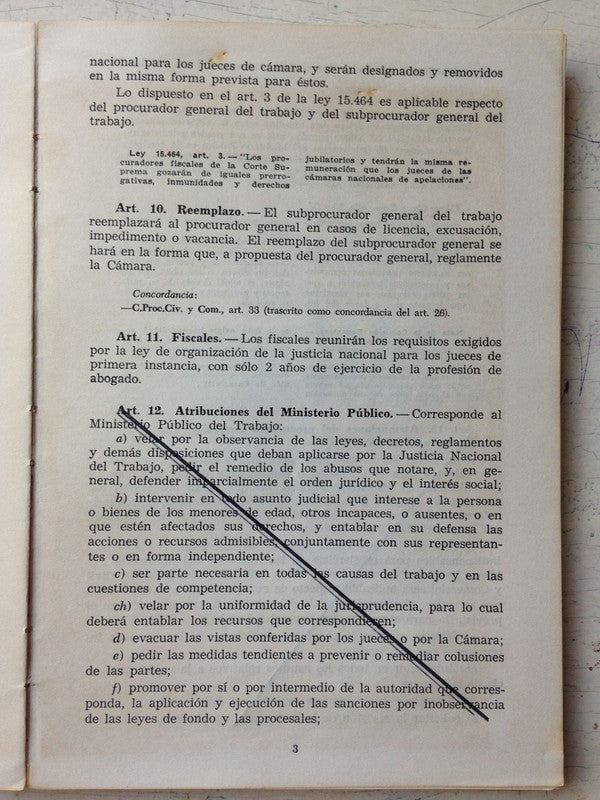 nacional para los jueces de cámara, y serán designados y removidos
en la misma forma prevista para éstos.
Lo dispuesto en el art. 3 de la ley 15.464 es aplicable respecto
del procurador general del trabajo y del subprocurador general del
trabajo.
Ley 15.464, art. 3.—"Los pro-
curadores fiscales de la Corte Su-
prema gozarán de iguales prerro-
gativas, inmunidades y derechos
jubilatorios y tendrán la misma re-
muneración que los jueces de las
cámaras nacionales de apelaciones".
Art. 10. Reemplazo.—El subprocurador general del trabajo
reemplazará al procurador general en casos de licencia, excusación,
impedimento o vacancia. El reemplazo del subprocurador general se
hará en la forma que, a propuesta del procurador general, reglamente
la Cámara.
Concordancia:
—C.Proc.Civ. y Com., art. 33 (trascrito como concordancia del art. 26).
Art. 11. Fiscales.—Los fiscales reunirán los requisitos exigidos
por la ley de organización de la justicia nacional para los jueces de
primera instancia, con sólo 2 años de ejercicio de la profesión de
abogado.
Art. 12. Atribuciones del Ministerio Público.—Corresponde al
Ministerio Público del Trabajo:
a) velar por la observancia de las leyes, decretos, reglamentos
y demás disposiciones que deban aplicarse por la Justicia Nacional
del Trabajo, pedir el remedio de los abusos que notare, y, en ge-
neral, defender imparcialmente el orden jurídico y el interés social;
b) intervenir en todo asunto judicial que interese a la persona
o bienes de los menores de edad, otros incapaces, o ausentes, o en
que estén afectados sus derechos, y entablar en su defensa las
acciones o recursos admisibles, conjuntamente con sus representan-
tes o en forma independiente;
c) ser parte necesaria en todas las causas del trabajo y en las
cuestiones de competencia;
ch) velar por la uniformidad de la jurisprudencia, para lo cual
deberá entablar los recursos que correspondieren;
d) evacuar las vistas conferidas por los jueces o por la Cámara;
e) pedir las medidas tendientes a prevenir o remediar colusiones
de las partes;
f) promover por sí o por intermedio de la autoridad que corres-
ponda, la aplicación y ejecución de las sanciones por inobservancia
de las leyes de fondo y las procesales;
3